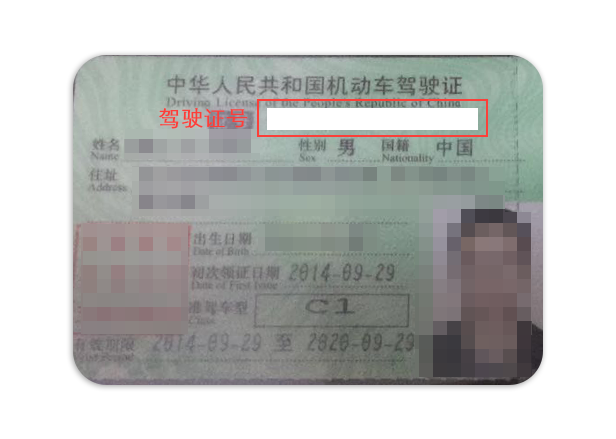 中华人民共和国机动车驾驶证
Driving License of the People's Republic of China
驾驶证号
姓名 性别 男 国籍 中国
Name Sex Nationality
住址
Address
出生日期
Date of Birth
初次领证日期 2014-09-29
Date of First Issue
准驾车型 C1
Class
有效期限 2014-09-29 至 2020-09-29
Valid Period